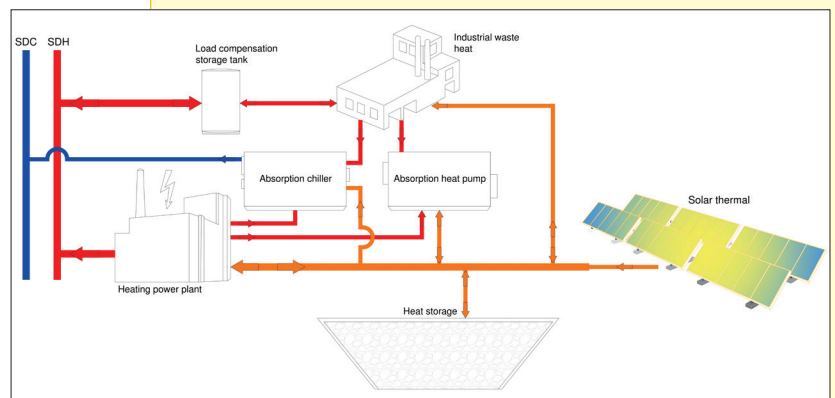 SDC SDH
Load compensation
storage tank
Industrial waste
heat
Absorption chiller
Absorption heat pump
Solar thermal
Heating power plant
Heat storage